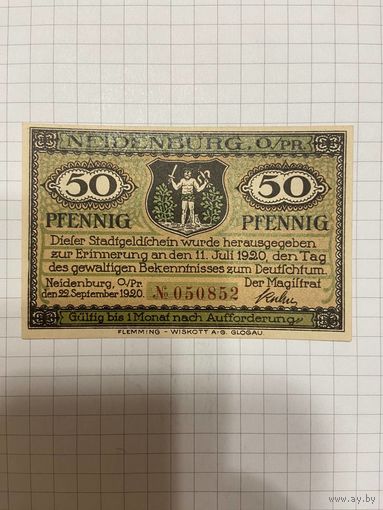 NEIDENBURG, O/PR.
50 50
PFENNIG PFENNIG
Dieser Stadtgeldschein wurde herausgegeben
zur Erinnerung an den 11. Juli 1920, den Tag
des gewaltigen Bekenntnisses zum Deutschtum.
Neidenburg, O/Pr. Der Magistrat
den 22. September 1920. № 050852
Gültig bis 1 Monat nach Aufforderung
FLEMMING - WISKOTT A-G. GLOGAU
www.ay.by